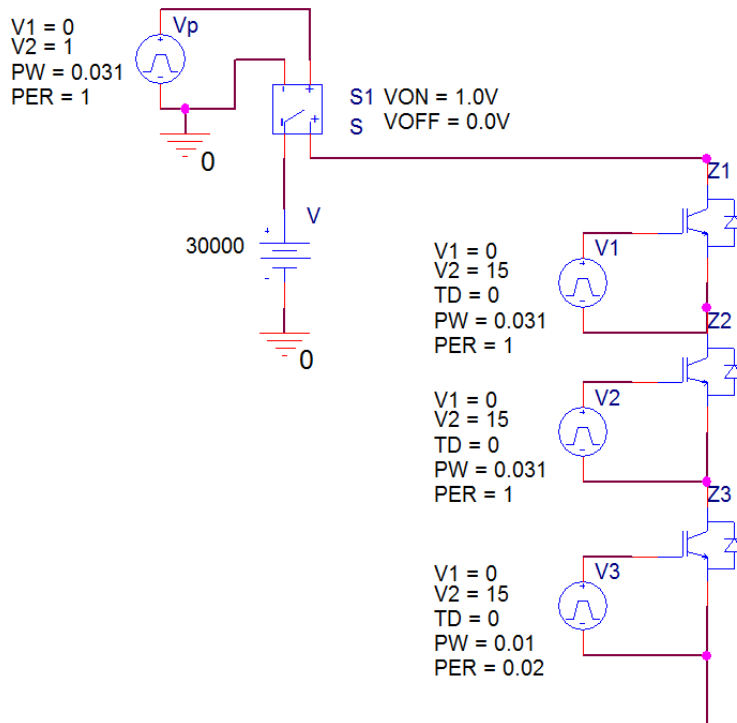 V1 = 0
V2 = 1
PW = 0.031
PER = 1
Vp
0
S1
S
VON = 1.0V
VOFF = 0.0V
V
30000
0
Z1
V1
V1 = 0
V2 = 15
TD = 0
PW = 0.031
PER = 1
Z2
V2
V1 = 0
V2 = 15
TD = 0
PW = 0.031
PER = 1
Z3
V3
V1 = 0
V2 = 15
TD = 0
PW = 0.01
PER = 0.02